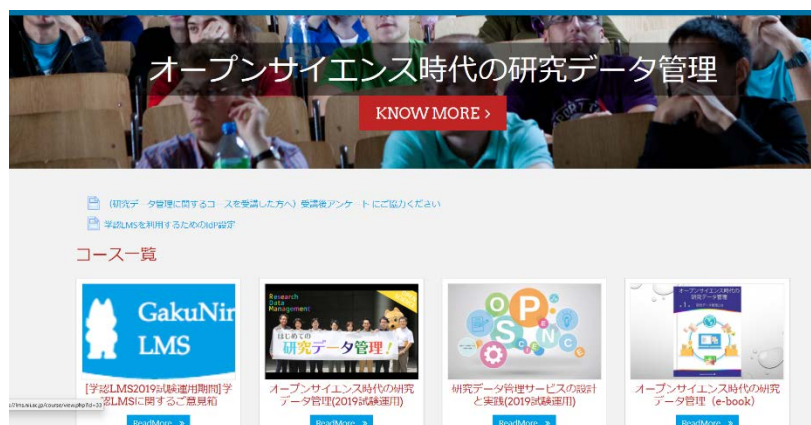 オープンサイエンス時代の研究データ管理
KNOW MORE >
(研究データ管理に関するコースを受講した方へ) 受講後アンケートにご協力ください
学認LMSを利用するためのIdP設定
コース一覧
GakuNin
LMS
[学認LMS2019試験運用期間]学
認LMSに関するご意見箱
ReadMore >
Research
Data
Management
はじめての
研究データ管理!
オープンサイエンス時代の研究
データ管理(2019試験運用)
ReadMore >
OP
SCIENCE
研究データ管理サービスの設計
と実践(2019試験運用)
ReadMore >
オープンサイエンス時代の
研究データ管理
オープンサイエンス時代の研究
データ管理 (e-book)
ReadMore >